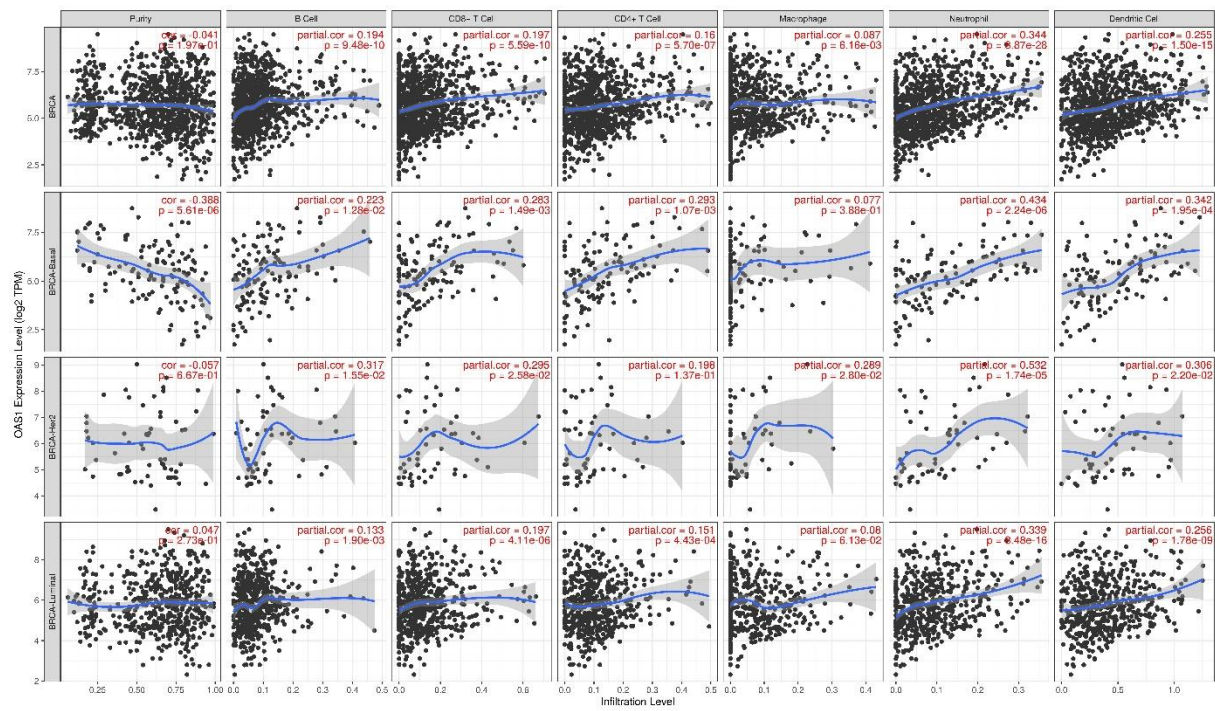 Purity
B Cell
CD8+ T Cell
CD4+ T Cell
Macrophage
Neutrophil
Dendritic Cell
OAS1 Expression Level (log2 TPM)
BRCA
cor = -0.041
p = 1.97e-01
partial.cor = 0.194
p = 9.48e-10
partial.cor = 0.197
p = 5.59e-10
partial.cor = 0.16
p = 5.70e-07
partial.cor = 0.087
p = 6.16e-03
partial.cor = 0.344
p = 8.87e-28
partial.cor = 0.255
p = 1.50e-15
7.5
5.0
2.5
BRCA-Basal
cor = -0.388
p = 5.61e-06
partial.cor = 0.223
p = 1.28e-02
partial.cor = 0.283
p = 1.49e-03
partial.cor = 0.293
p = 1.07e-03
partial.cor = 0.077
p = 3.88e-01
partial.cor = 0.434
p = 2.24e-06
partial.cor = 0.342
p = 1.95e-04
7.5
5.0
2.5
BRCA-Her2
cor = -0.057
p = 6.67e-01
partial.cor = 0.317
p = 1.55e-02
partial.cor = 0.295
p = 2.58e-02
partial.cor = 0.198
p = 1.37e-01
partial.cor = 0.289
p = 2.80e-02
partial.cor = 0.532
p = 1.74e-05
partial.cor = 0.306
p = 2.20e-02
9
8
7
6
5
4
BRCA-Luminal
cor = 0.047
p = 2.73e-01
partial.cor = 0.133
p = 1.90e-03
partial.cor = 0.197
p = 4.11e-06
partial.cor = 0.151
p = 4.43e-04
partial.cor = 0.08
p = 6.13e-02
partial.cor = 0.339
p = 3.48e-16
partial.cor = 0.256
p = 1.78e-09
8
6
4
2
0.25 0.50 0.75 1.00
0.0 0.1 0.2 0.3 0.4 0.5
0.0 0.2 0.4 0.6
0.0 0.1 0.2 0.3 0.4 0.5
0.0 0.1 0.2 0.3 0.4
0.0 0.1 0.2 0.3
0.0 0.5 1.0
Infiltration Level